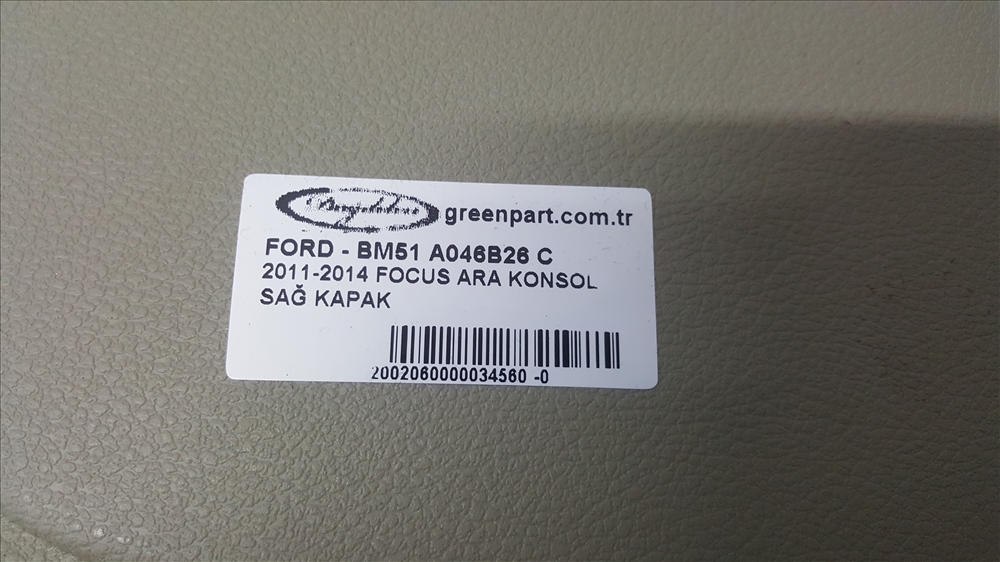 greenpart.com.tr
FORD - BM51 A046B26 C
2011-2014 FOCUS ARA KONSOL
SAĞ KAPAK
2002060000034560 -0